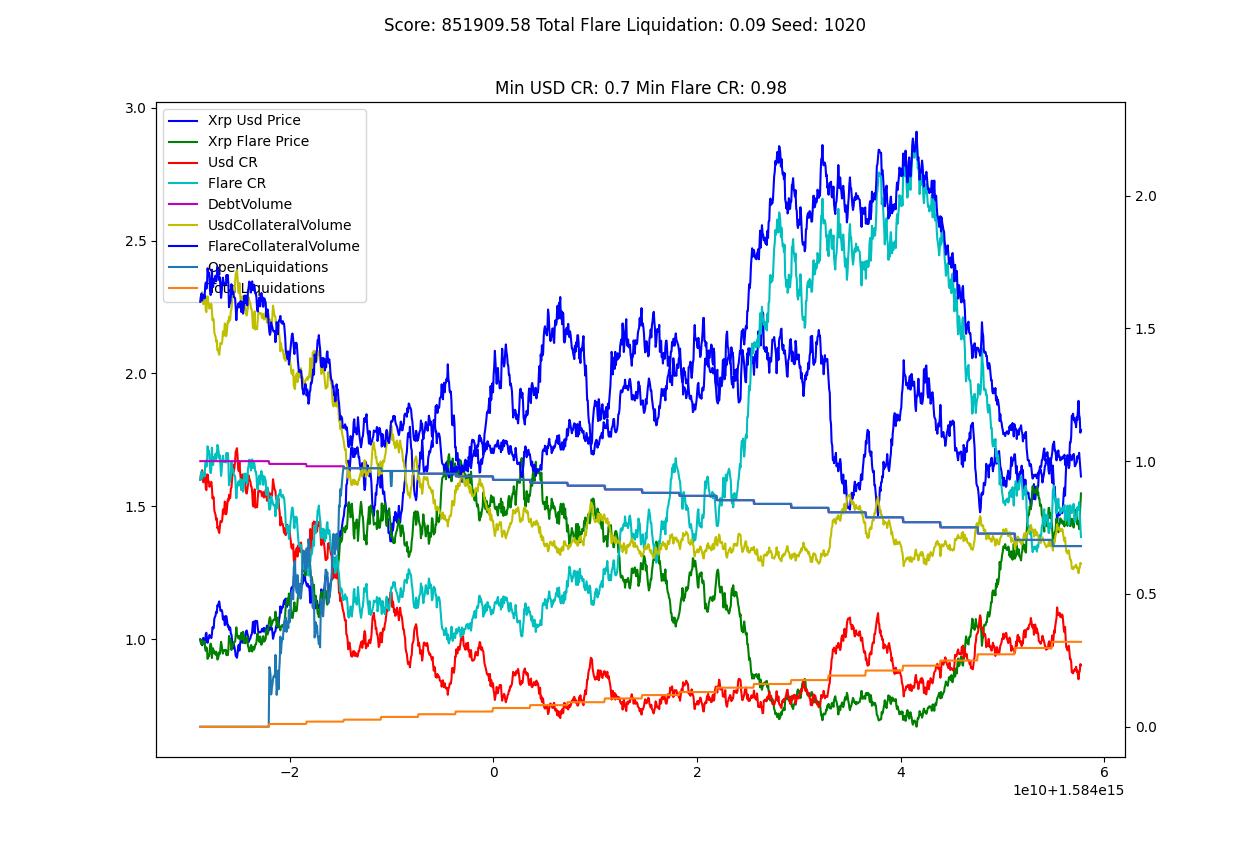 Score: 851909.58 Total Flare Liquidation: 0.09 Seed: 1020
Min USD CR: 0.7 Min Flare CR: 0.98
3.0
2.5
2.0
1.5
1.0
Xrp Usd Price
Xrp Flare Price
Usd CR
Flare CR
DebtVolume
UsdCollateralVolume
FlareCollateralVolume
OpenLiquidations
TotalLiquidations
2.0
1.5
1.0
0.5
0.0
−2
0
2
4
6
1e10+1.584e15